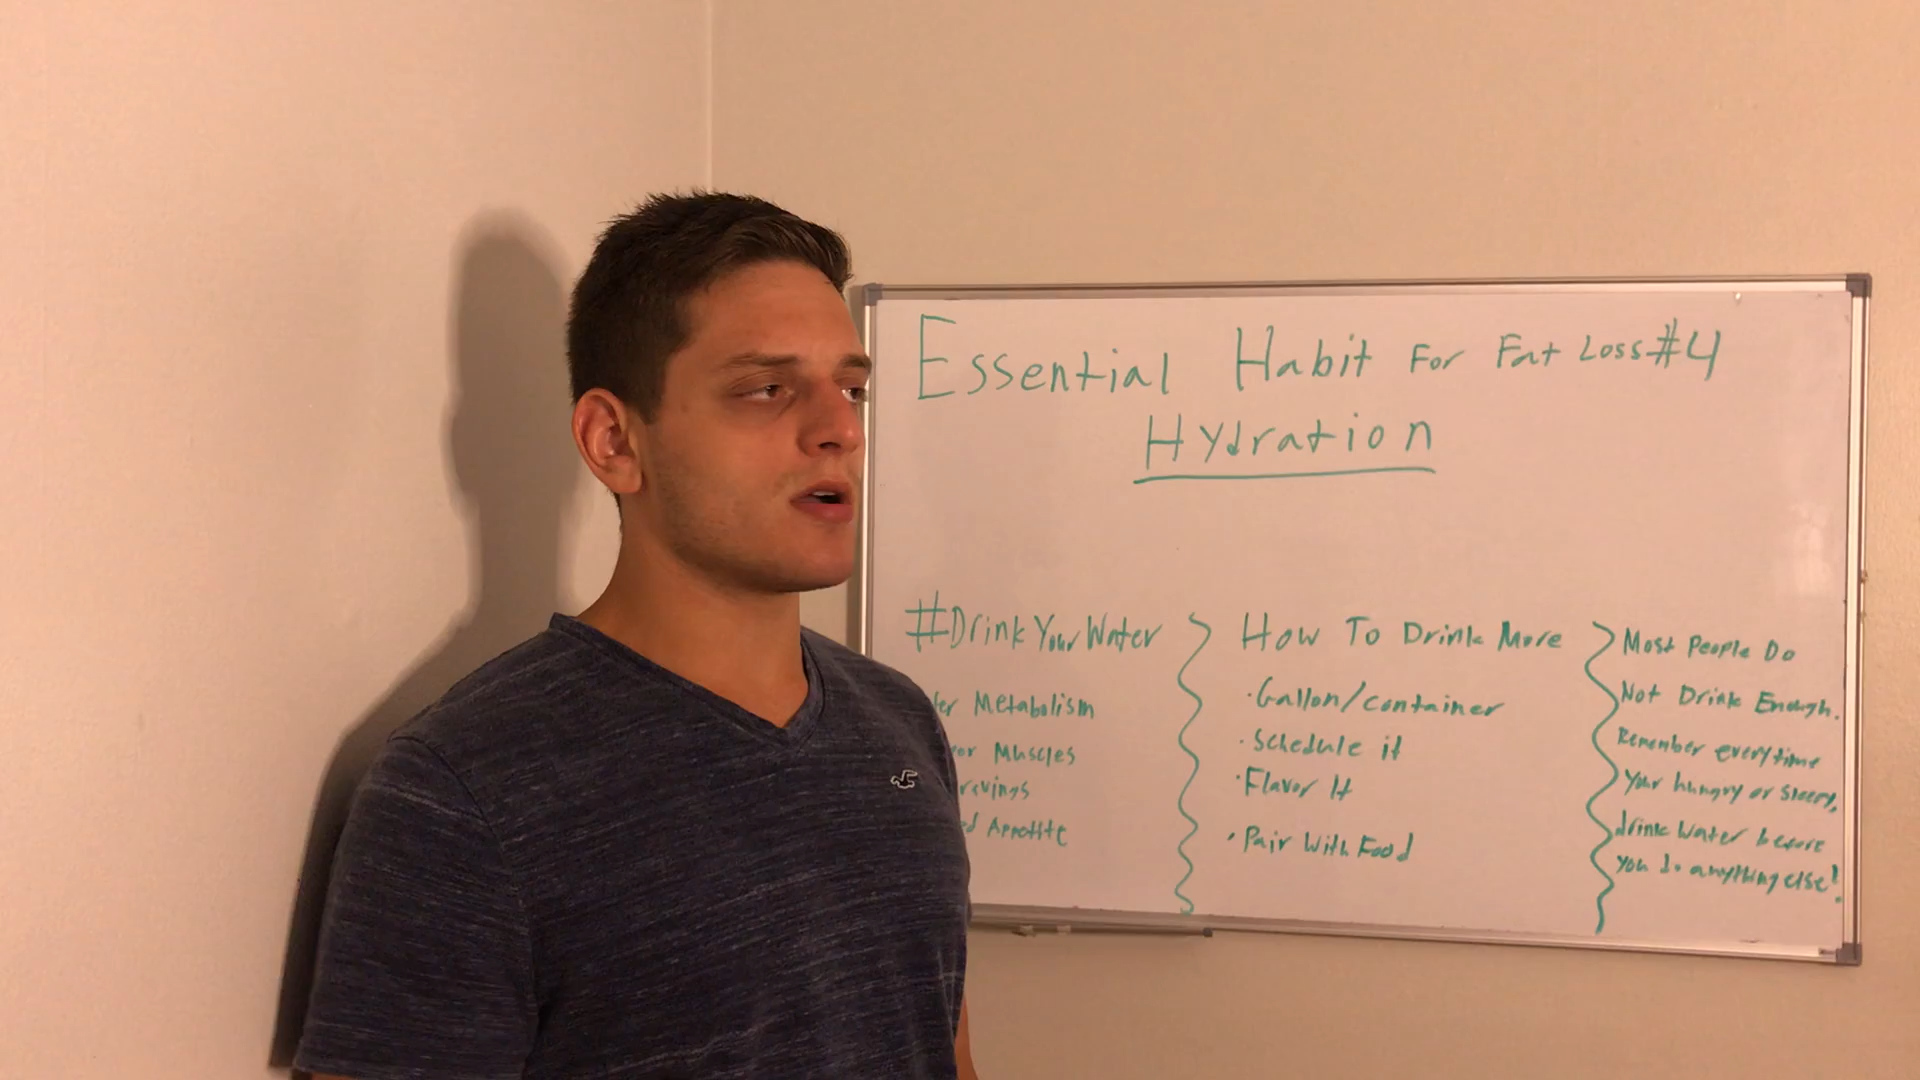 Essential Habit For Fat Loss #4
Hydration
#DrinkYourWater
Metabolism
Muscles
Appetite
How To Drink More
·Gallon/container
·Schedule it
·Flavor It
·Pair With Food
Most People Do
Not Drink Enough.
Remember everytime
your hungry or sleepy,
drink water before
you do anything else!